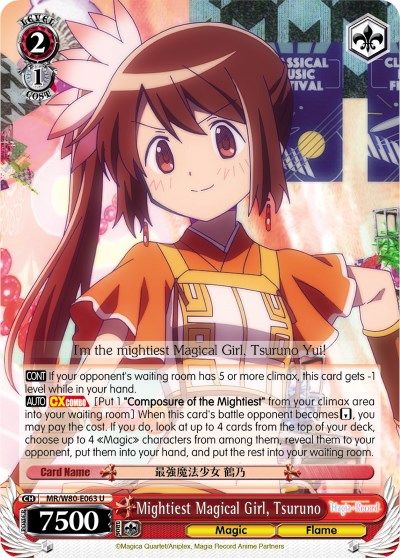 LEVEL
2
1
COST
CLASSICAL
MUSIC
FESTIVAL
I'm the mightiest Magical Girl, Tsuruno Yui!
CONT If your opponent's waiting room has 5 or more climax, this card gets -1
level while in your hand.
AUTO CX COMBO [Put 1 "Composure of the Mightiest" from your climax area
into your waiting room] When this card's battle opponent becomes [▼], you
may pay the cost. If you do, look at up to 4 cards from the top of your deck,
choose up to 4 «Magic» characters from among them, reveal them to your
opponent, put them into your hand, and put the rest into your waiting room.
Card Name 最強魔法少女 鶴乃
CH MR/W80-E063 U
POWER 7500
Mightiest Magical Girl, Tsuruno
Magic Flame
Magia Record
©Magica Quartet/Aniplex, Magia Record Anime Partners